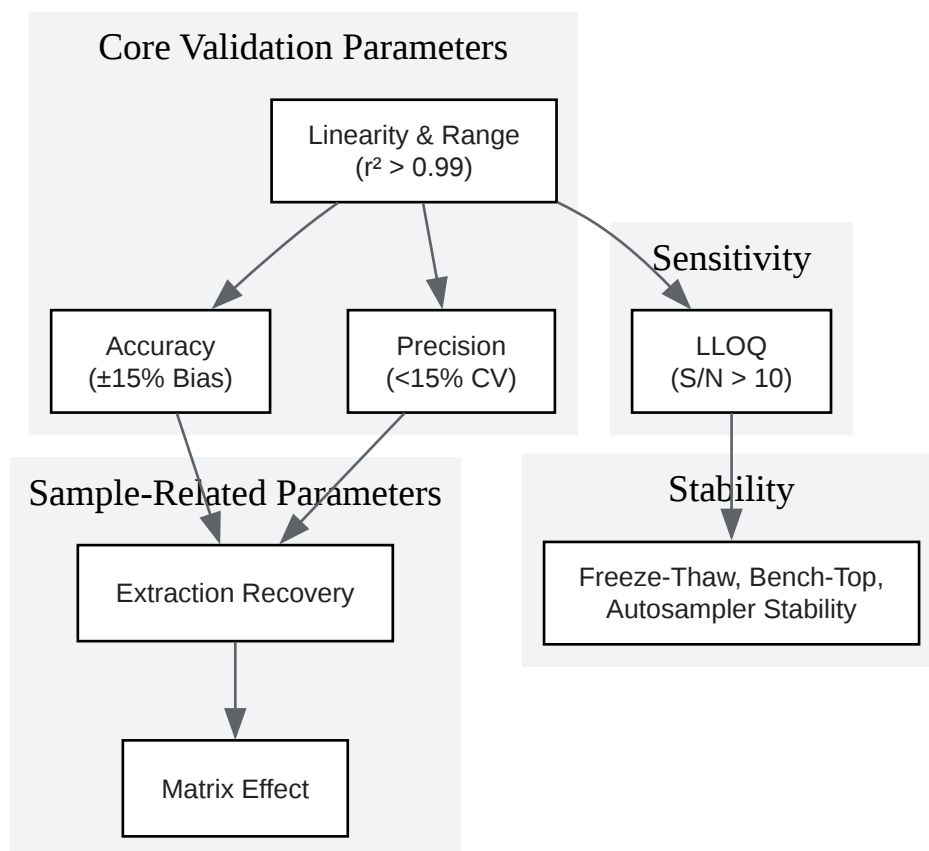 Core Validation Parameters
Linearity & Range
(r² > 0.99)
Sensitivity
Accuracy
(±15% Bias)
Precision
(<15% CV)
LLOQ
(S/N > 10)
Sample-Related Parameters
Stability
Extraction Recovery
Freeze-Thaw, Bench-Top,
Autosampler Stability
Matrix Effect